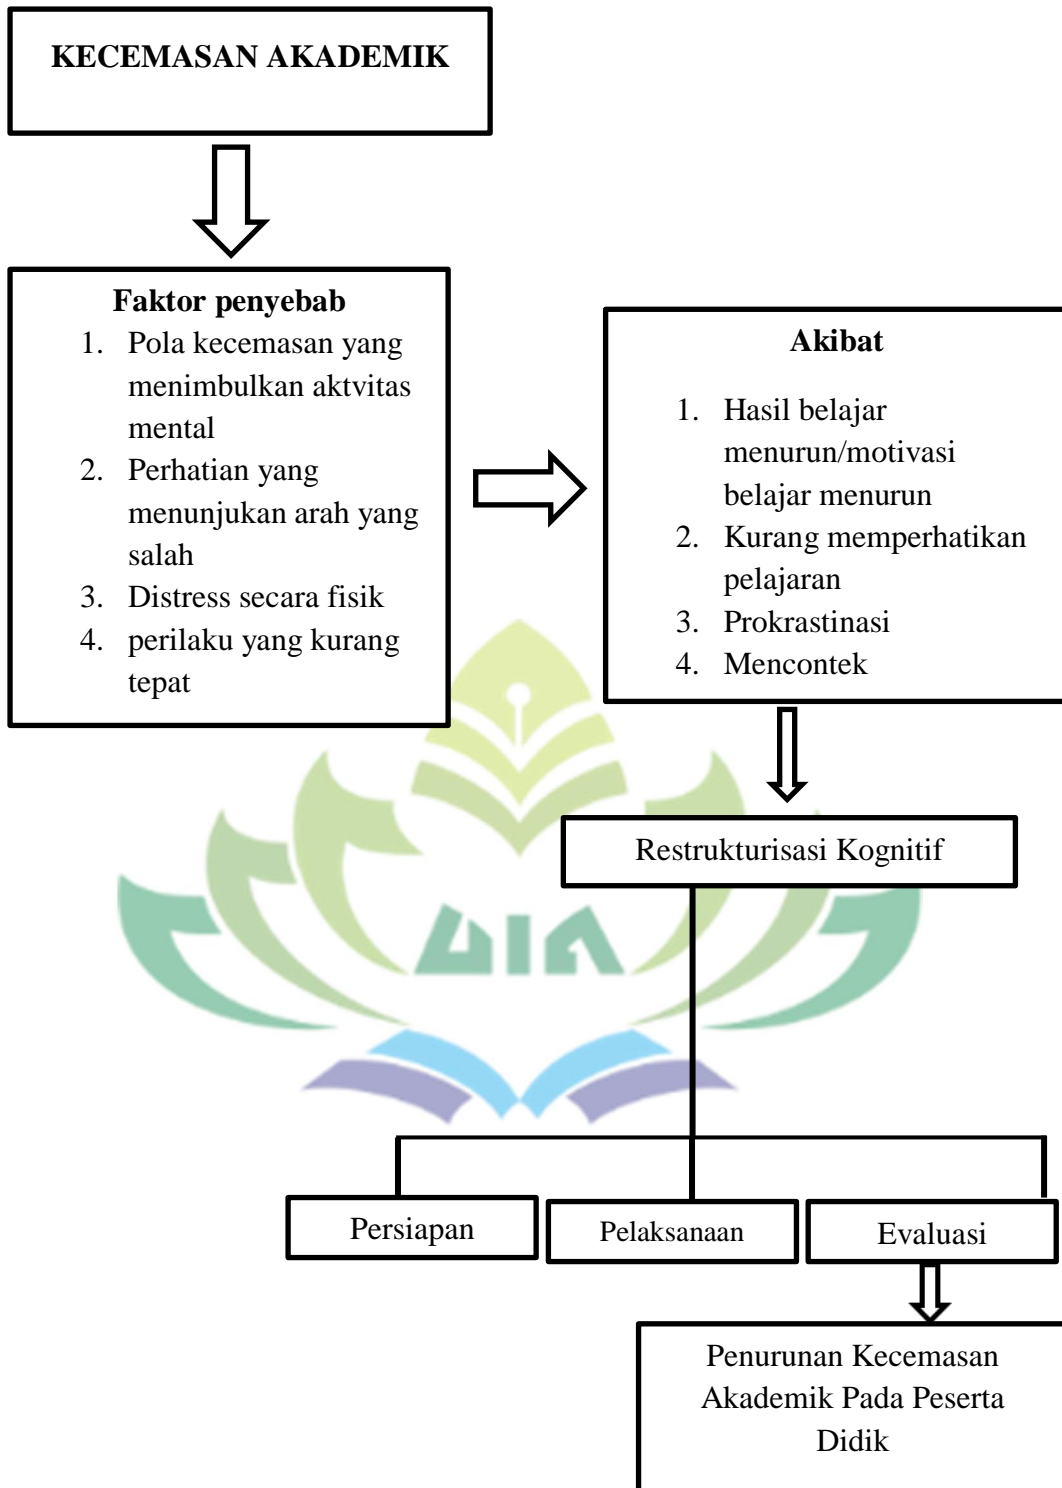 KECEMASAN AKADEMIK
Faktor penyebab
1. Pola kecemasan yang
menimbulkan aktvitas
mental
2. Perhatian yang
menunjukan arah yang
salah
3. Distress secara fisik
4. perilaku yang kurang
tepat
Akibat
1. Hasil belajar
menurun/motivasi
belajar menurun
2. Kurang memperhatikan
pelajaran
3. Prokrastinasi
4. Mencontek
Restrukturisasi Kognitif
UIN
Persiapan
Pelaksanaan
Evaluasi
Penurunan Kecemasan
Akademik Pada Peserta
Didik